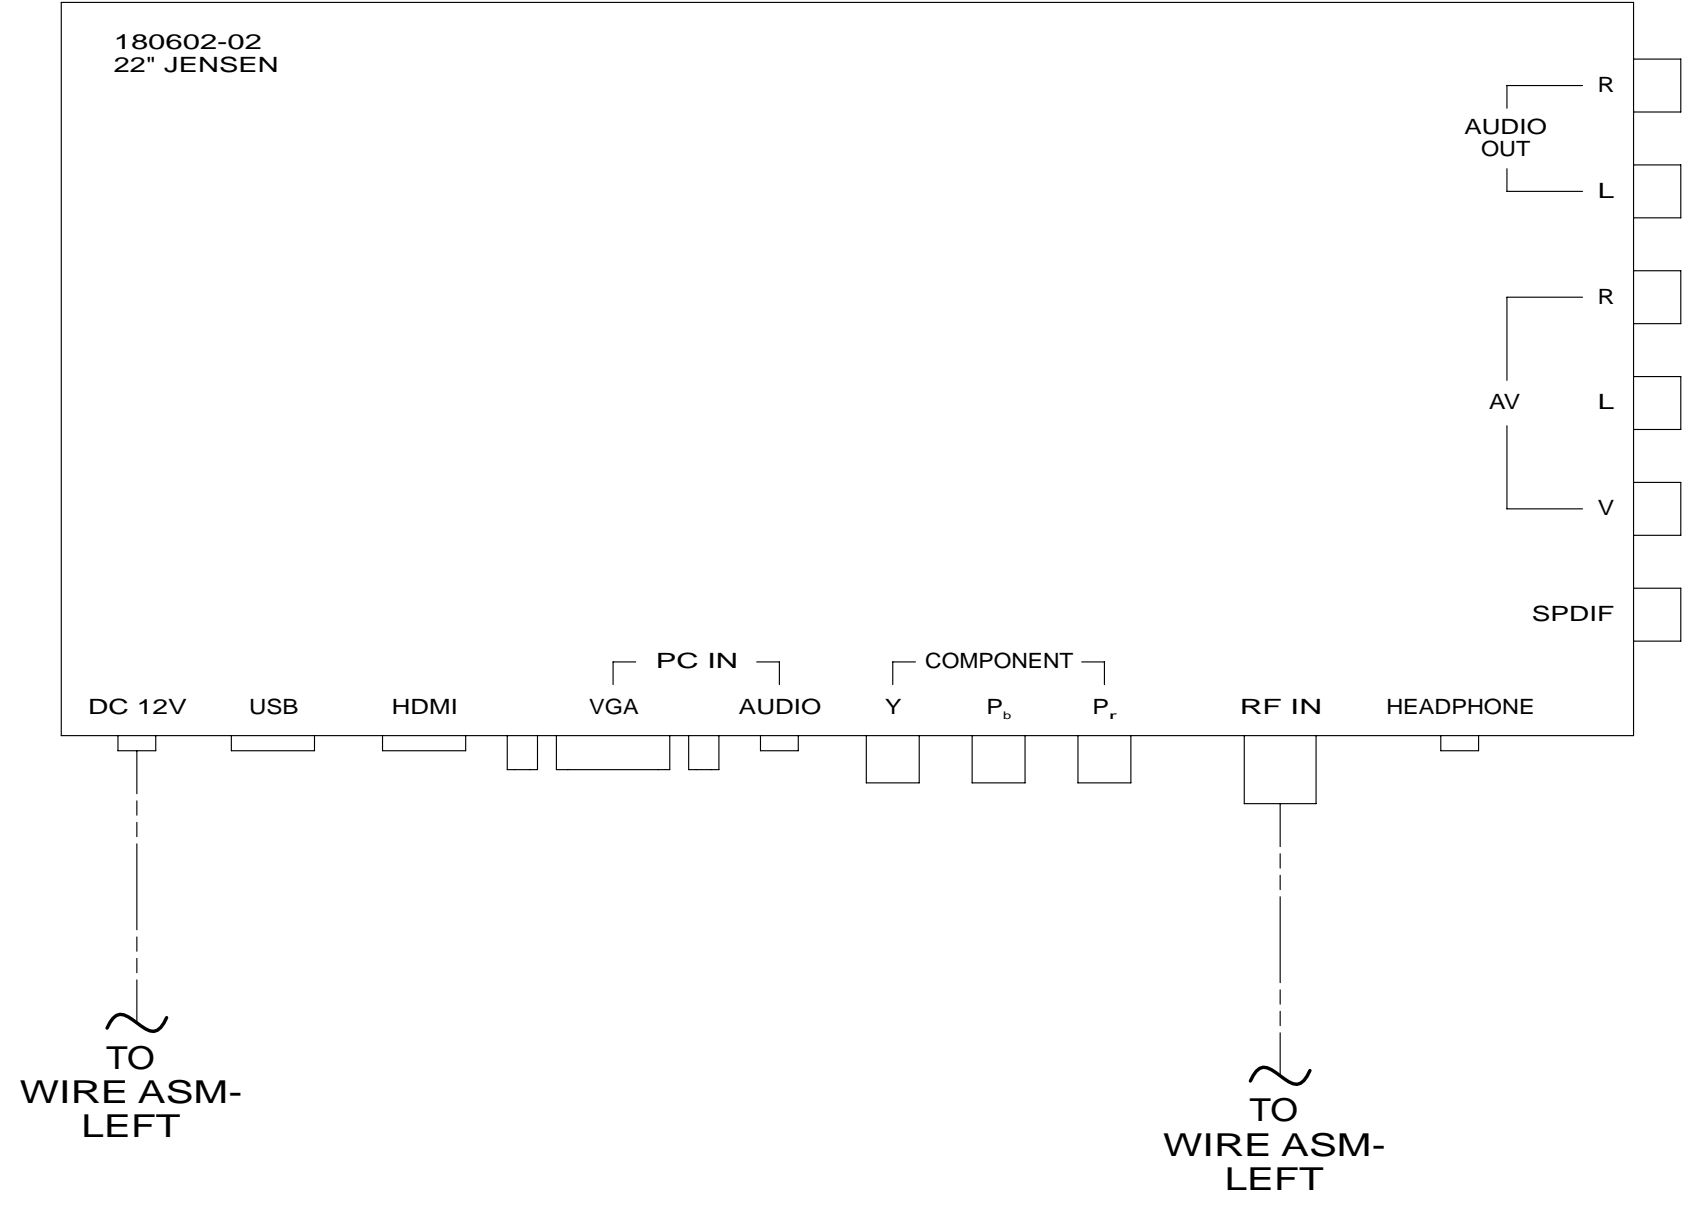 180602-02
22" JENSEN
R
AUDIO
OUT
L
R
AV L
V
SPDIF
PC IN COMPONENT
DC 12V USB HDMI VGA AUDIO Y Pb Pr RF IN HEADPHONE
TO
WIRE ASM-
LEFT
TO
WIRE ASM-
LEFT